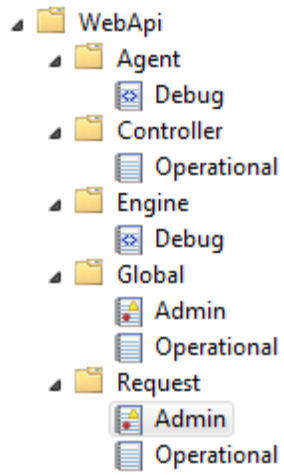 WebApi
Agent
Debug
Controller
Operational
Engine
Debug
Global
Admin
Operational
Request
Admin
Operational